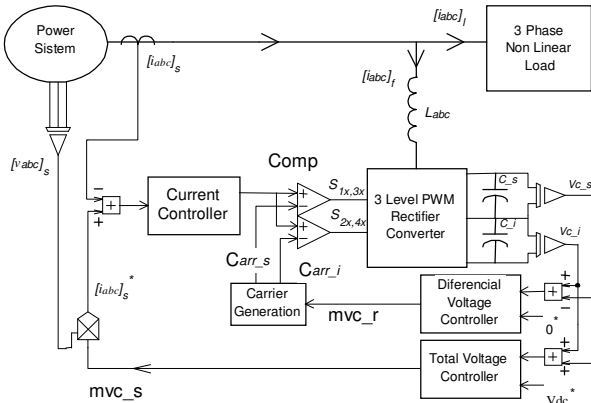 Power
Sistem
[iabc]s
[iabc]l
3 Phase
Non Linear
Load
[iabc]f
Labc
[vabc]s
Comp
Current
Controller
S1x,3x
S2x,4x
3 Level PWM
Rectifier
Converter
C_s
C_i
Vc_s
Vc_i
Carr_s
Carr_i
[iabc]s*
Carrier
Generation
mvc_r
Diferencial
Voltage
Controller
0*
mvc_s
Total Voltage
Controller
Vdc*